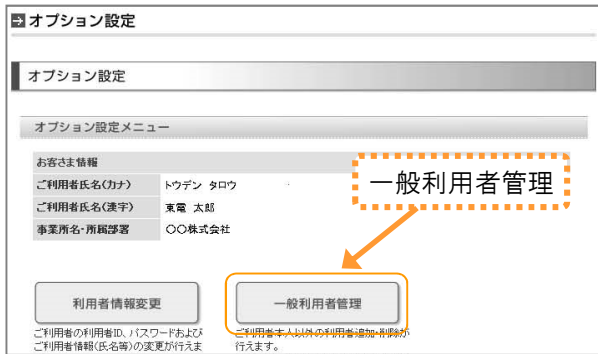 オプション設定
オプション設定
オプション設定メニュー
お客さま情報
ご利用者氏名(カナ) トウデン タロウ
ご利用者氏名(漢字) 東電 太郎
事業所名・所属部署 〇〇株式会社
一般利用者管理
利用者情報変更
一般利用者管理
ご利用者の利用者ID、パスワードおよび
ご利用者情報(氏名等)の変更が行えま
ご利用者本人以外の利用者追加・削除が
行えます。